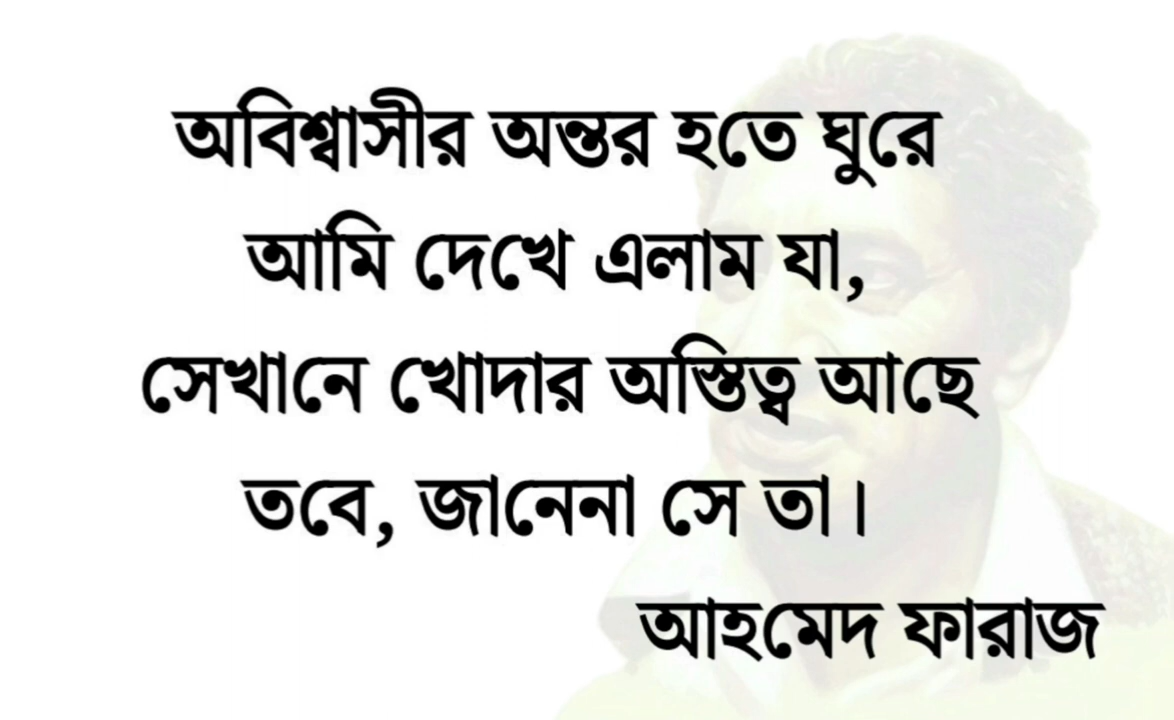 অবিশ্বাসীর অন্তর হতে ঘুরে
আমি দেখে এলাম যা,
সেখানে খোদার অস্তিত্ব আছে
তবে, জানেনা সে তা।
আহমেদ ফারাজ